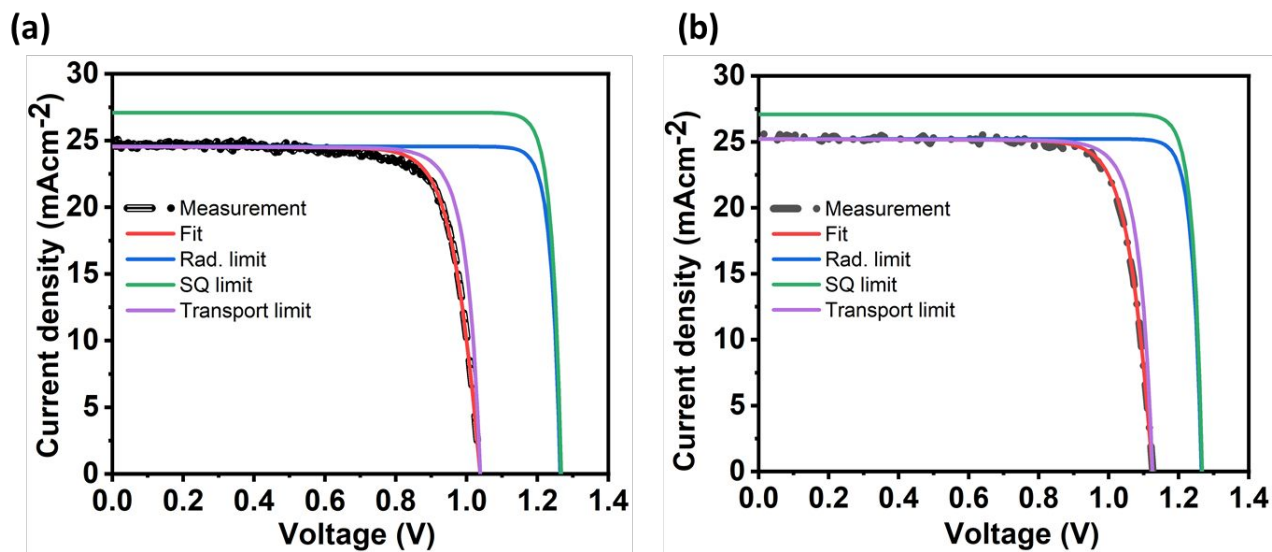 (a)
(b)
30
25
20
15
10
5
0
Current density (mAcm-2)
Measurement
Fit
Rad. limit
SQ limit
Transport limit
0.0 0.2 0.4 0.6 0.8 1.0 1.2 1.4
Voltage (V)
30
25
20
15
10
5
0
Current density (mAcm-2)
Measurement
Fit
Rad. limit
SQ limit
Transport limit
0.0 0.2 0.4 0.6 0.8 1.0 1.2 1.4
Voltage (V)